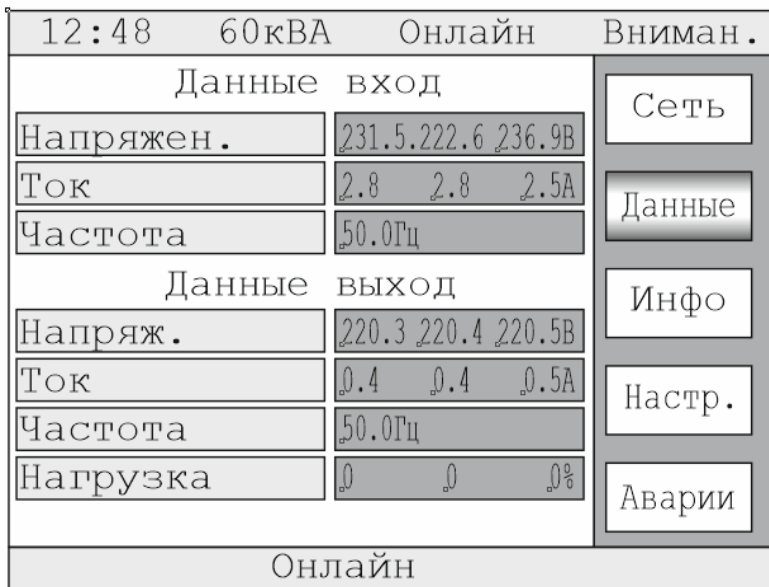 12:48 60кВА Онлайн Вниман.
Данные вход
Напряжен. 231.5.222.6 236.9В
Ток 2.8 2.8 2.5А
Частота 50.0Гц
Данные выход
Напряж. 220.3 220.4 220.5В
Ток 0.4 0.4 0.5А
Частота 50.0Гц
Нагрузка 0 0 0%
Сеть
Данные
Инфо
Настр.
Аварии
Онлайн